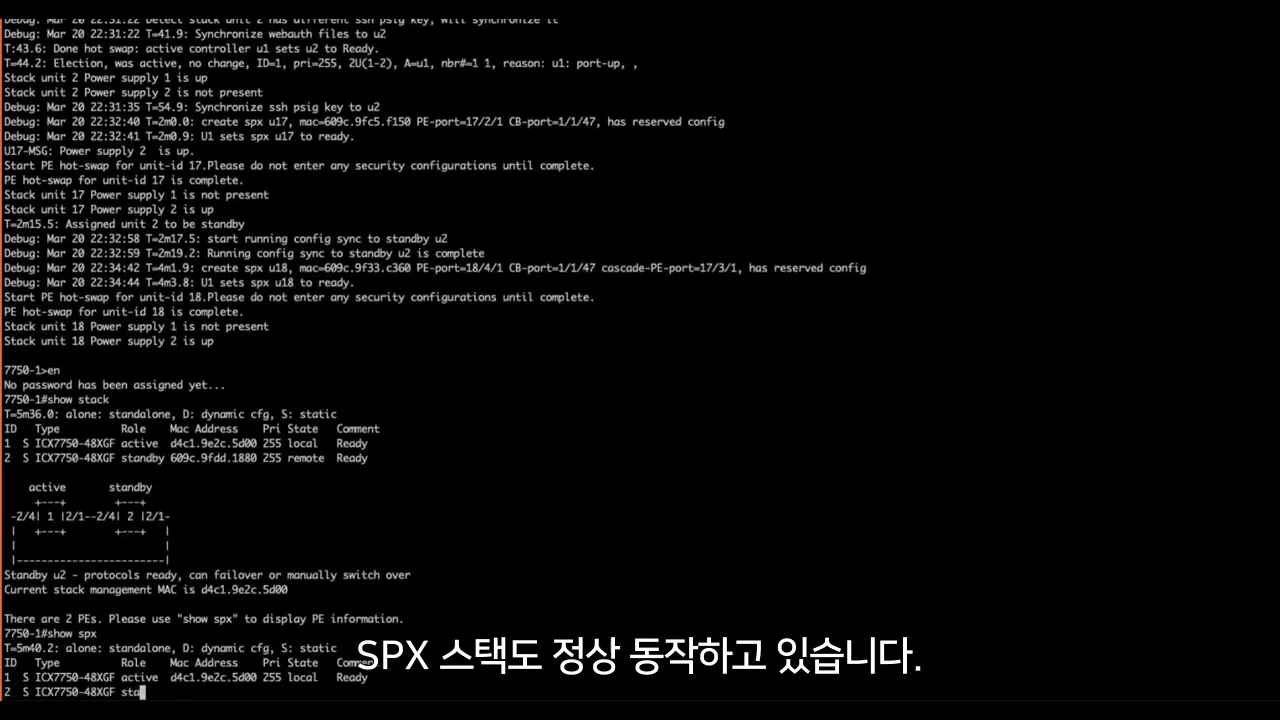 Debug: Mar 20 22:31:22 Detect stack unit 2 has different ssh psig key, will synchronize it
Debug: Mar 20 22:31:22 T=41.9: Synchronize webauth files to u2
T:43.6: Done hot swap: active controller u1 sets u2 to Ready.
T=44.2: Election, was active, no change, ID=1, pri=255, 2U(1-2), A=u1, nbr#=1 1, reason: u1: port-up, ,
Stack unit 2 Power supply 1 is up
Stack unit 2 Power supply 2 is not present
Debug: Mar 20 22:31:35 T=54.9: Synchronize ssh psig key to u2
Debug: Mar 20 22:32:40 T=2m0.0: create spx u17, mac=609c.9fc5.f150 PE-port=17/2/1 CB-port=1/1/47, has reserved config
Debug: Mar 20 22:32:41 T=2m0.9: U1 sets spx u17 to ready.
U17-MSG: Power supply 2  is up.
Start PE hot-swap for unit-id 17.Please do not enter any security configurations until complete.
PE hot-swap for unit-id 17 is complete.
Stack unit 17 Power supply 1 is not present
Stack unit 17 Power supply 2 is up
T=2m15.5: Assigned unit 2 to be standby
Debug: Mar 20 22:32:58 T=2m17.5: start running config sync to standby u2
Debug: Mar 20 22:32:59 T=2m19.2: Running config sync to standby u2 is complete
Debug: Mar 20 22:34:42 T=4m1.9: create spx u18, mac=609c.9f33.c360 PE-port=18/4/1 CB-port=1/1/47 cascade-PE-port=17/3/1, has reserved config
Debug: Mar 20 22:34:44 T=4m3.8: U1 sets spx u18 to ready.
Start PE hot-swap for unit-id 18.Please do not enter any security configurations until complete.
PE hot-swap for unit-id 18 is complete.
Stack unit 18 Power supply 1 is not present
Stack unit 18 Power supply 2 is up
7750-1>en
No password has been assigned yet...
7750-1#show stack
T=5m36.0: alone: standalone, D: dynamic cfg, S: static
ID   Type          Role    Mac Address    Pri State   Comment
1  S ICX7750-48XGF active  d4c1.9e2c.5d00 255 local   Ready
2  S ICX7750-48XGF standby 609c.9fdd.1880 255 remote  Ready
    active       standby
     +---+        +---+
 -2/4| 1 |2/1--2/4| 2 |2/1-
 |   +---+        +---+   |
 |                        |
 |------------------------|
Standby u2 - protocols ready, can failover or manually switch over
Current stack management MAC is d4c1.9e2c.5d00
There are 2 PEs. Please use "show spx" to display PE information.
7750-1#show spx
T=5m40.2: alone: standalone, D: dynamic cfg, S: static
ID   Type          Role    Mac Address    Pri State   Comment
1  S ICX7750-48XGF active  d4c1.9e2c.5d00 255 local   Ready
2  S ICX7750-48XGF sta
SPX 스택도 정상 동작하고 있습니다.